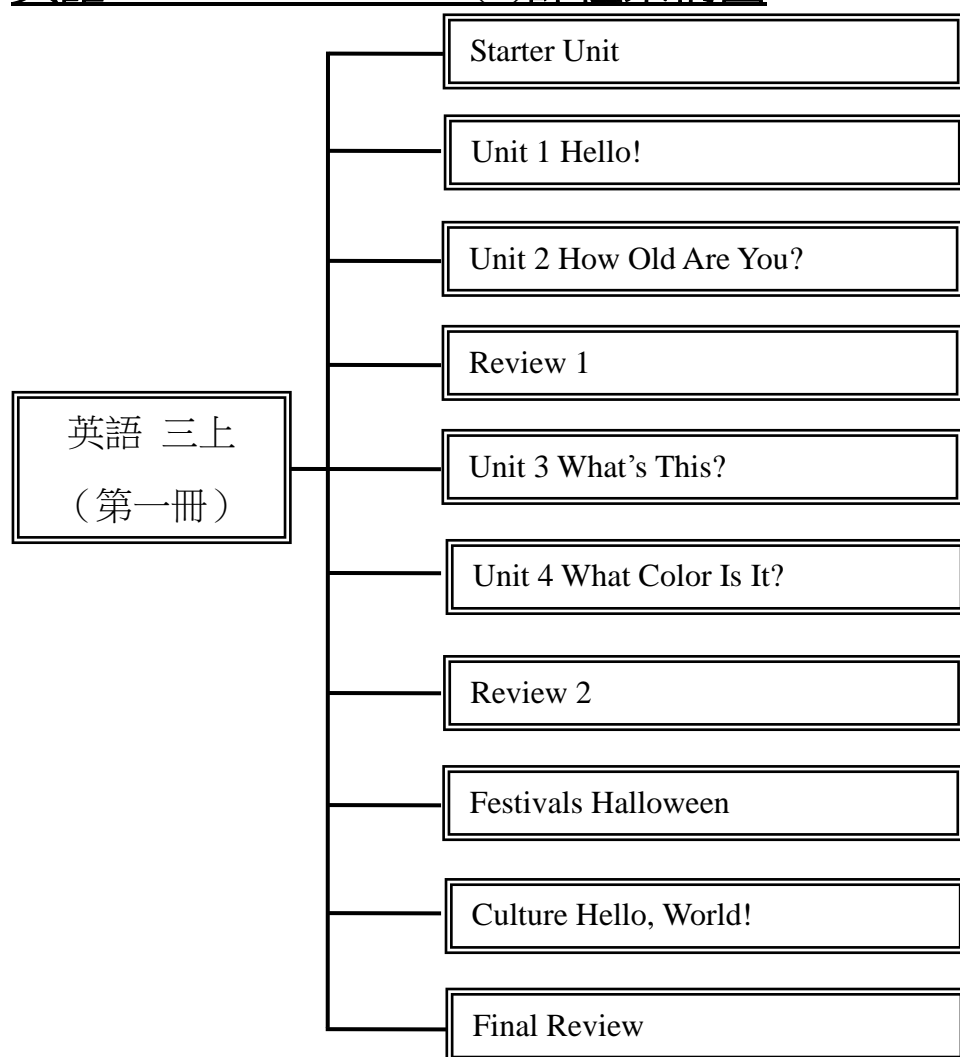 英語 三上
（第一冊）
Starter Unit
Unit 1 Hello!
Unit 2 How Old Are You?
Review 1
Unit 3 What’s This?
Unit 4 What Color Is It?
Review 2
Festivals Halloween
Culture Hello, World!
Final Review